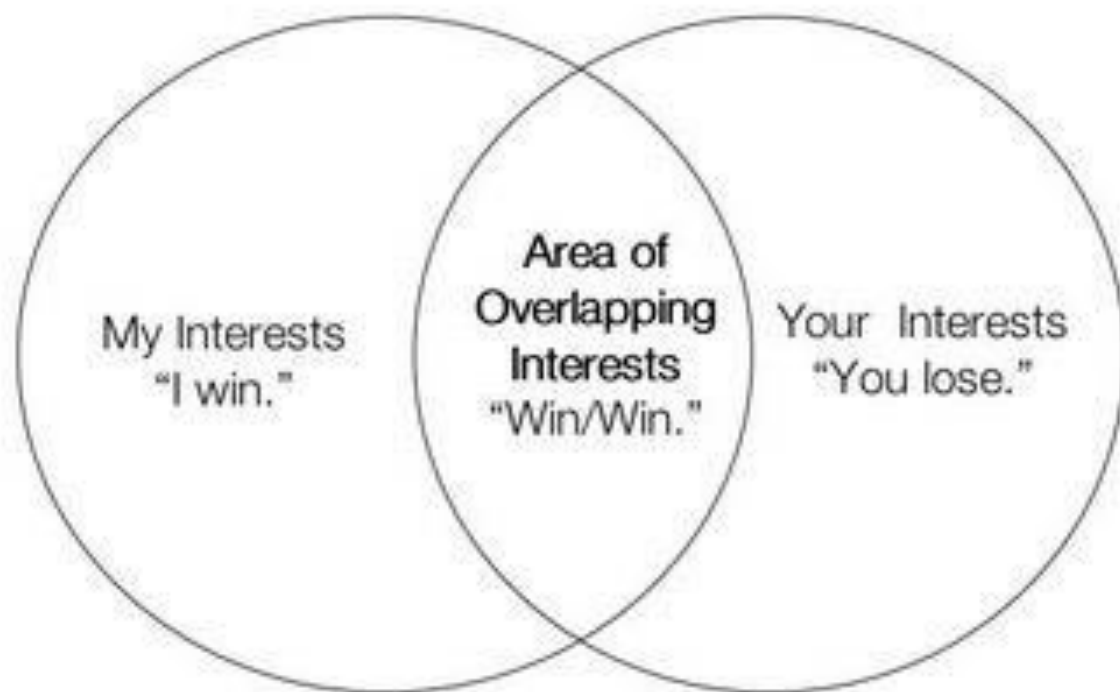 My Interests
“I win.”
Area of
Overlapping
Interests
“Win/Win.”
Your Interests
“You lose.”